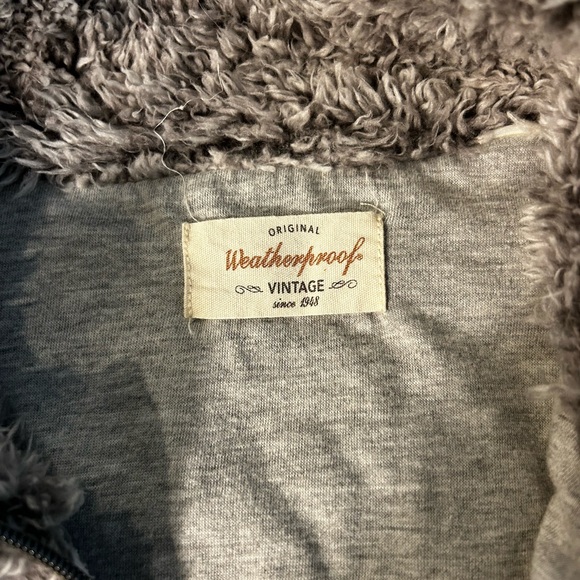 ORIGINAL
Weatherproof®
VINTAGE
since 1948